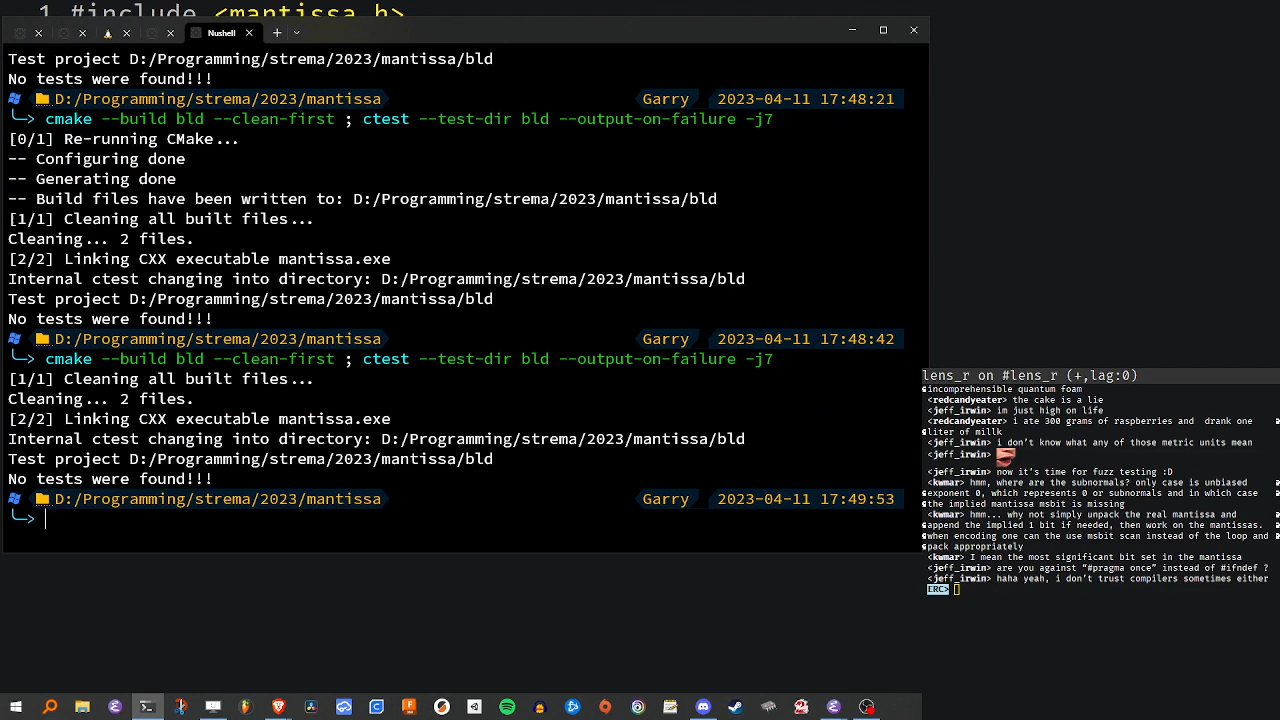 1 #include <mantissa.h>
Nushell
Test project D:/Programming/strema/2023/mantissa/bld
No tests were found!!!
D:/Programming/strema/2023/mantissa Garry 2023-04-11 17:48:21
cmake --build bld --clean-first ; ctest --test-dir bld --output-on-failure -j7
[0/1] Re-running CMake...
-- Configuring done
-- Generating done
-- Build files have been written to: D:/Programming/strema/2023/mantissa/bld
[1/1] Cleaning all built files...
Cleaning... 2 files.
[2/2] Linking CXX executable mantissa.exe
Internal ctest changing into directory: D:/Programming/strema/2023/mantissa/bld
Test project D:/Programming/strema/2023/mantissa/bld
No tests were found!!!
D:/Programming/strema/2023/mantissa Garry 2023-04-11 17:48:42
cmake --build bld --clean-first ; ctest --test-dir bld --output-on-failure -j7
[1/1] Cleaning all built files...
Cleaning... 2 files.
[2/2] Linking CXX executable mantissa.exe
Internal ctest changing into directory: D:/Programming/strema/2023/mantissa/bld
Test project D:/Programming/strema/2023/mantissa/bld
No tests were found!!!
D:/Programming/strema/2023/mantissa Garry 2023-04-11 17:49:53
lens_r on #lens_r (+,lag:0)
incomprehensible quantum foam
<redcandyeater> the cake is a lie
<jeff_irwin> im just high on life
<redcandyeater> i ate 300 grams of raspberries and drank one
liter of millk
<jeff_irwin> i don't know what any of those metric units mean
<jeff_irwin>
<jeff_irwin> now it's time for fuzz testing :D
<kwmar> hmm, where are the subnormals? only case is unbiased
exponent 0, which represents 0 or subnormals and in which case
the implied mantissa msbit is missing
<kwmar> hmm... why not simply unpack the real mantissa and
append the implied 1 bit if needed, then work on the mantissas.
when encoding one can the use msbit scan instead of the loop and
pack appropriately
<kwmar> I mean the most significant bit set in the mantissa
<jeff_irwin> are you against “#pragma once” instead of #ifndef ?
<jeff_irwin> haha yeah, i don't trust compilers sometimes either
ERC>